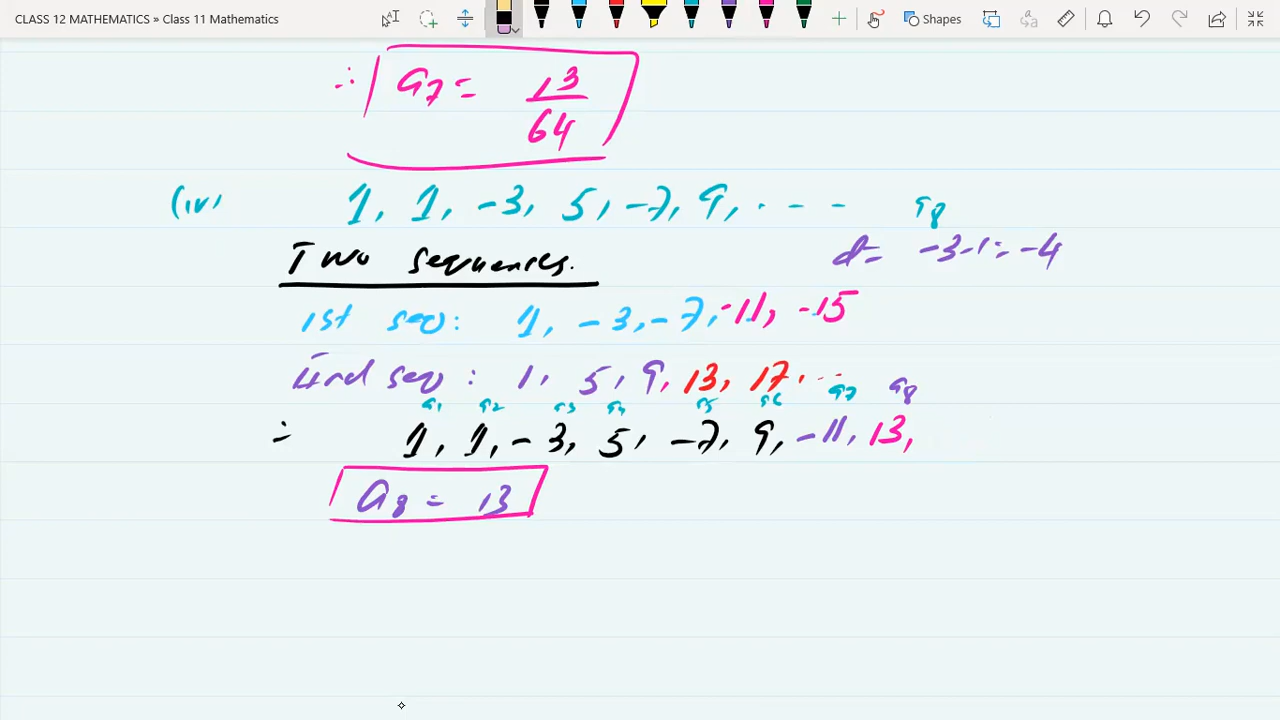 CLASS 12 MATHEMATICS » Class 11 Mathematics
Shapes
∴ a7 = 13/64
(iv) 1, 1, -3, 5, -7, 9, ... a8
Two sequences.
d = -3-1 = -4
1st seq: 1, -3, -7, -11, -15
IInd seq: 1, 5, 9, 13, 17, ...
a1 a2 a3 a4 a5 a6 a7 a8
= 1, 1, -3, 5, -7, 9, -11, 13,
a8 = 13